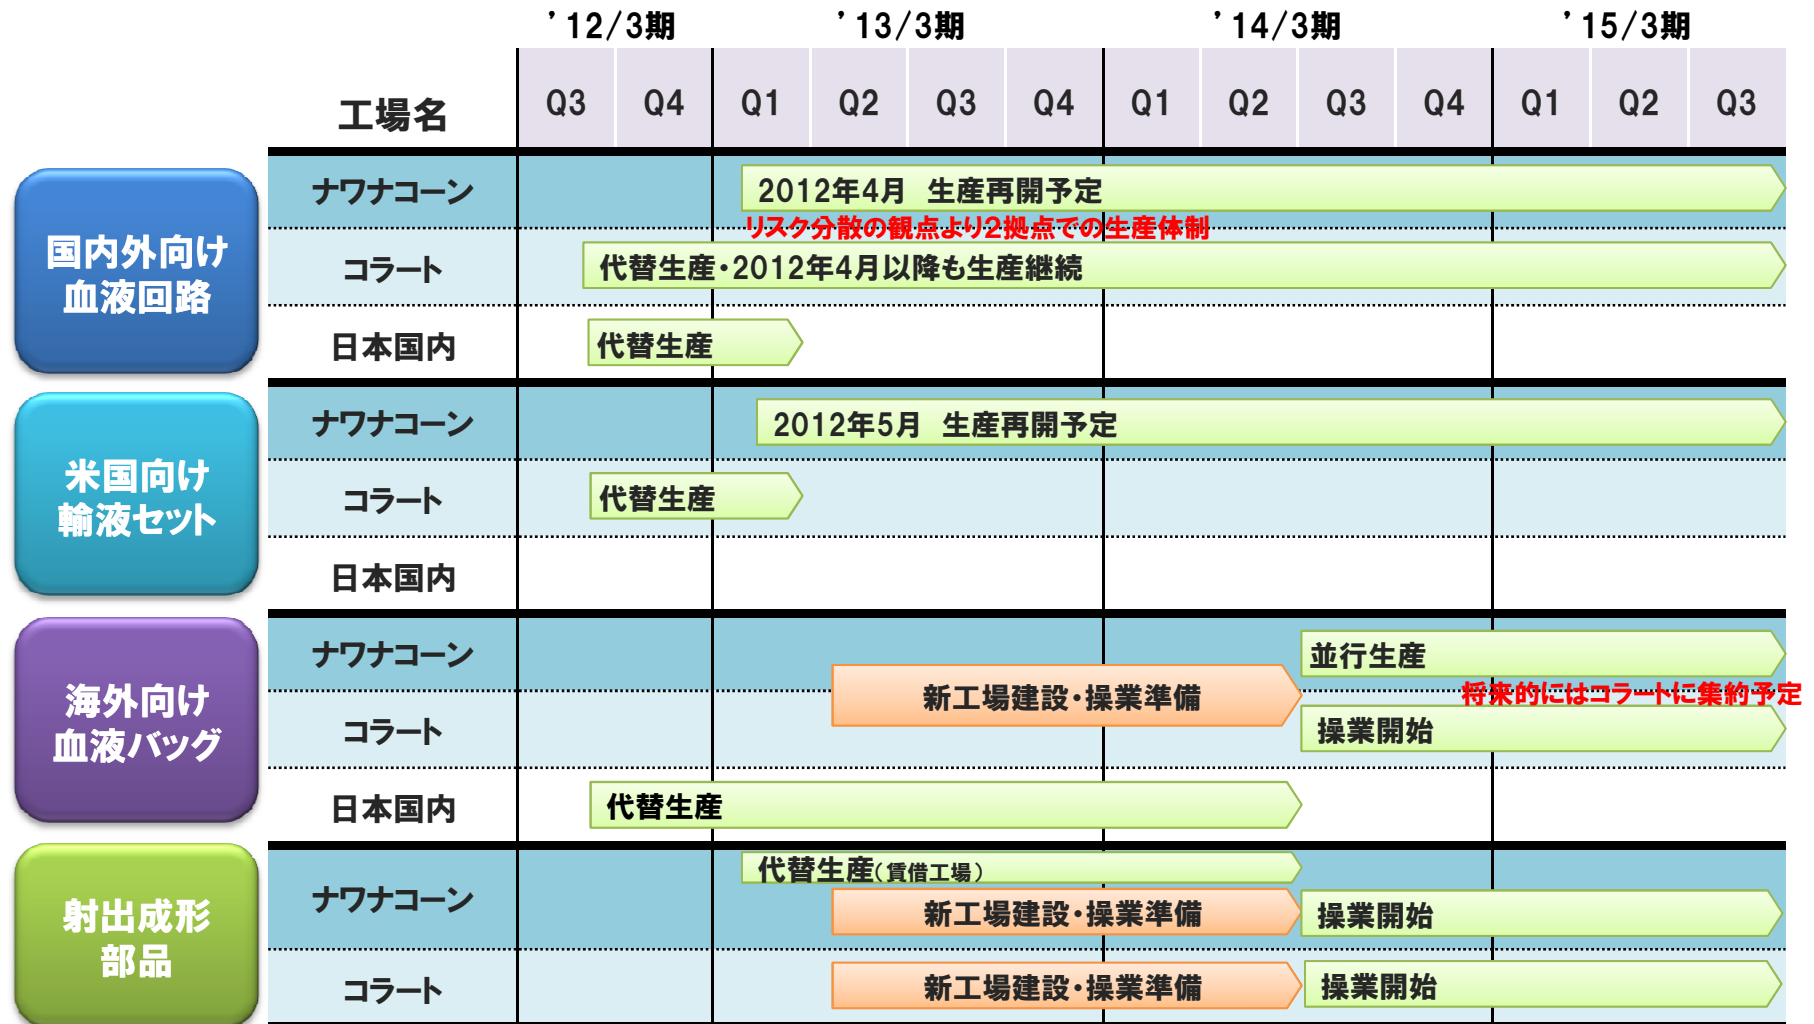 ’12/3期 ’13/3期 ’14/3期 ’15/3期
工場名 Q3 Q4 Q1 Q2 Q3 Q4 Q1 Q2 Q3 Q4 Q1 Q2 Q3
国内外向け
血液回路
ナワナコーン
2012年4月 生産再開予定
リスク分散の観点より2拠点での生産体制
コラート
代替生産・2012年4月以降も生産継続
日本国内
代替生産
米国向け
輸液セット
ナワナコーン
2012年5月 生産再開予定
コラート
代替生産
日本国内
海外向け
血液バッグ
ナワナコーン
並行生産
新工場建設・操業準備
将来的にはコラートに集約予定
コラート
操業開始
日本国内
代替生産
射出成形
部品
ナワナコーン
代替生産(賃借工場)
新工場建設・操業準備
操業開始
コラート
新工場建設・操業準備
操業開始